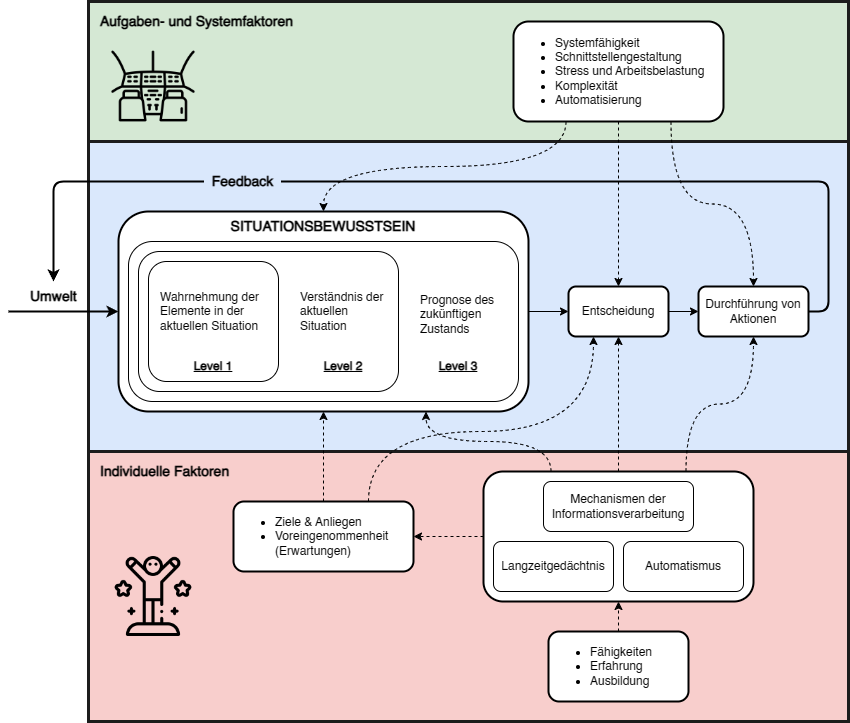 Aufgaben- und Systemfaktoren
Systemfähigkeit
Schnittstellengestaltung
Stress und Arbeitsbelastung
Komplexität
Automatisierung
Feedback
SITUATIONSBEWUSSTSEIN
Umwelt
Wahrnehmung der
Elemente in der
aktuellen Situation
Level 1
Verständnis der
aktuellen
Situation
Level 2
Prognose des
zukünftigen
Zustands
Level 3
Entscheidung
Durchführung von
Aktionen
Individuelle Faktoren
Ziele & Anliegen
Voreingenommenheit
(Erwartungen)
Mechanismen der
Informationsverarbeitung
Langzeitgedächtnis
Automatismus
Fähigkeiten
Erfahrung
Ausbildung